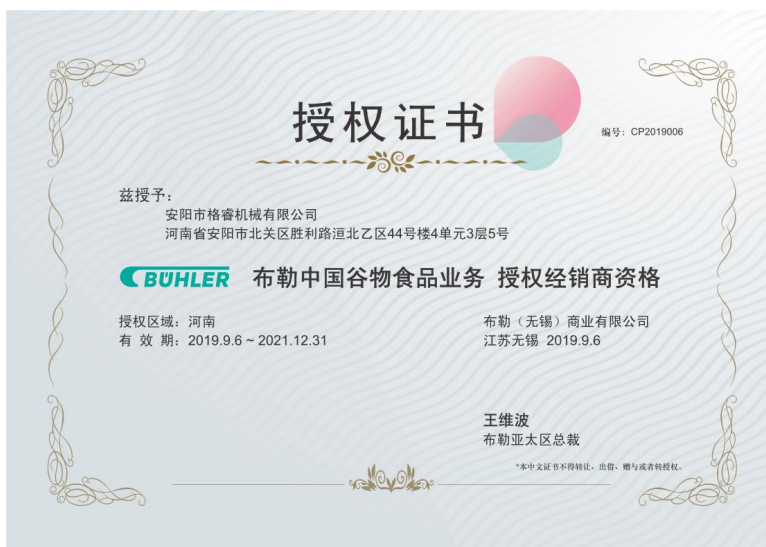 授权证书
编号：CP2019006
兹授予：
安阳市格睿机械有限公司
河南省安阳市北关区胜利路洹北乙区44号楼4单元3层5号
BÜHLER 布勒中国谷物食品业务 授权经销商资格
授权区域：河南
有 效 期：2019.9.6 ~ 2021.12.31
布勒（无锡）商业有限公司
江苏无锡 2019.9.6
王维波
布勒亚太区总裁
*本中文证书不得转让、出借、赠与或者转授权。